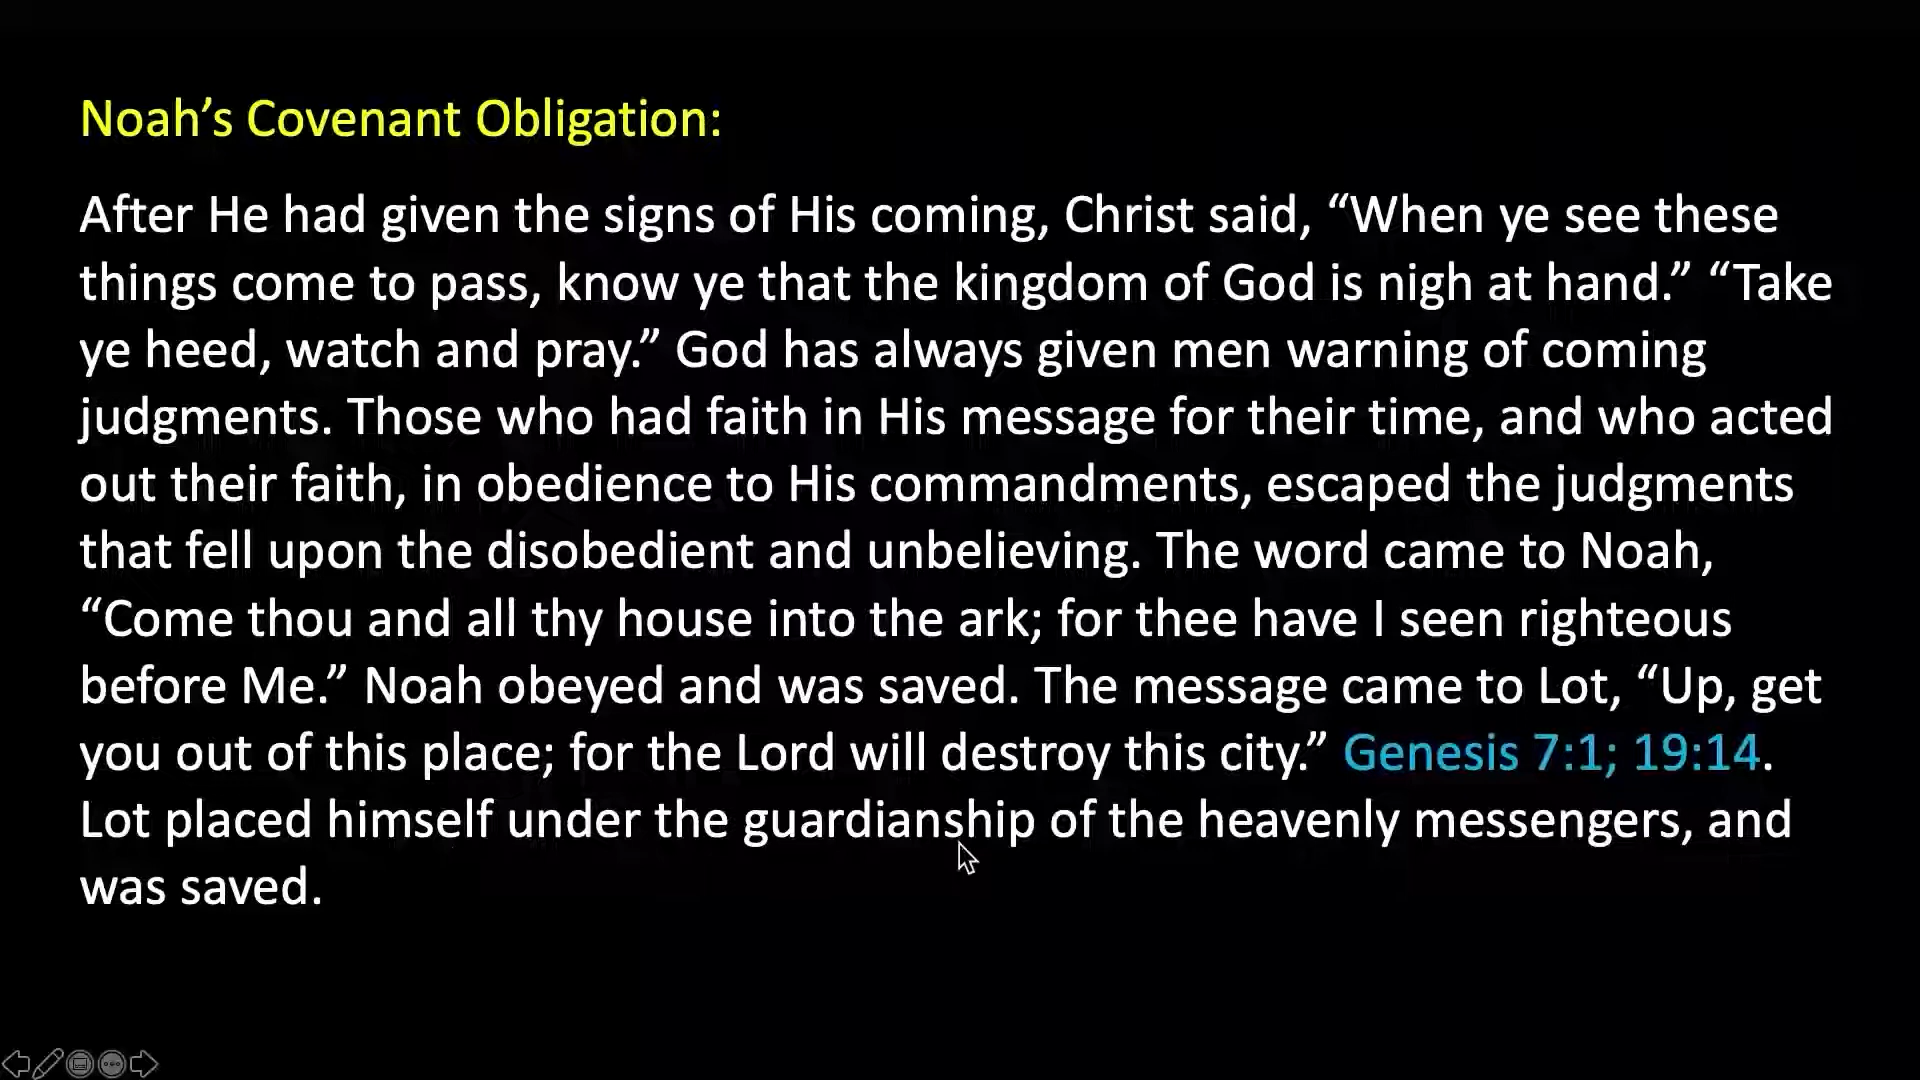 Noah’s Covenant Obligation:
After He had given the signs of His coming, Christ said, “When ye see these
things come to pass, know ye that the kingdom of God is nigh at hand.” “Take
ye heed, watch and pray.” God has always given men warning of coming
judgments. Those who had faith in His message for their time, and who acted
out their faith, in obedience to His commandments, escaped the judgments
that fell upon the disobedient and unbelieving. The word came to Noah,
“Come thou and all thy house into the ark; for thee have I seen righteous
before Me.” Noah obeyed and was saved. The message came to Lot, “Up, get
you out of this place; for the Lord will destroy this city.” Genesis 7:1; 19:14.
Lot placed himself under the guardianship of the heavenly messengers, and
was saved.